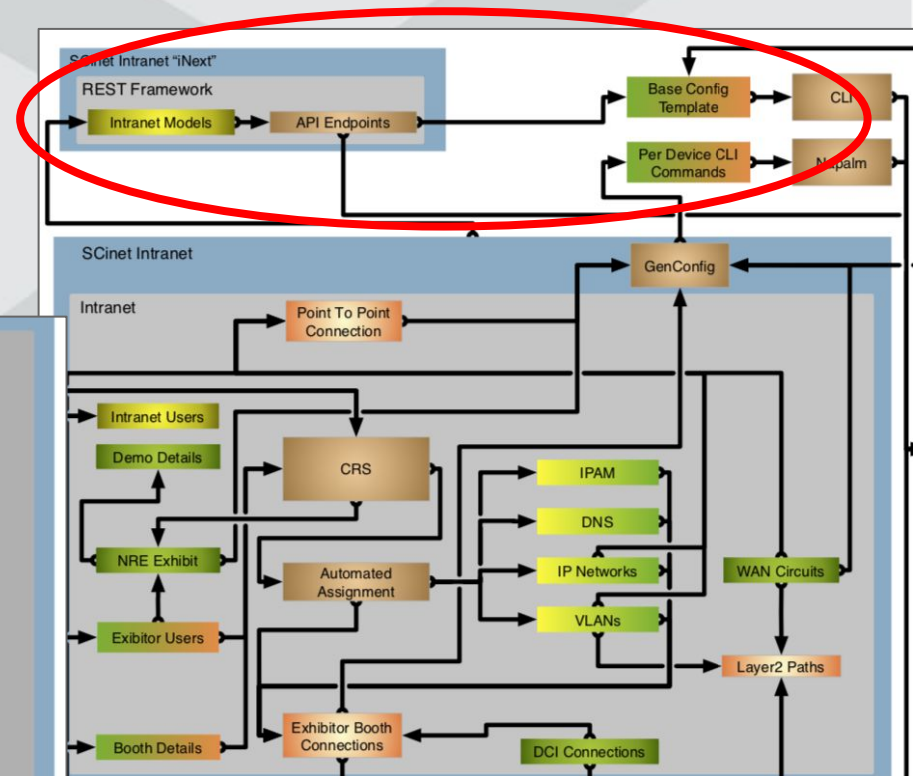 SCinet Intranet “iNext”
REST Framework
Intranet Models
API Endpoints
Base Config
Template
CLI
Per Device CLI
Commands
Napalm
SCinet Intranet
GenConfig
Intranet
Point To Point
Connection
Intranet Users
Demo Details
CRS
IPAM
DNS
NRE Exhibit
Automated
Assignment
IP Networks
WAN Circuits
VLANs
Exibitor Users
Layer2 Paths
Exhibitor Booth
Connections
Booth Details
DCI Connections